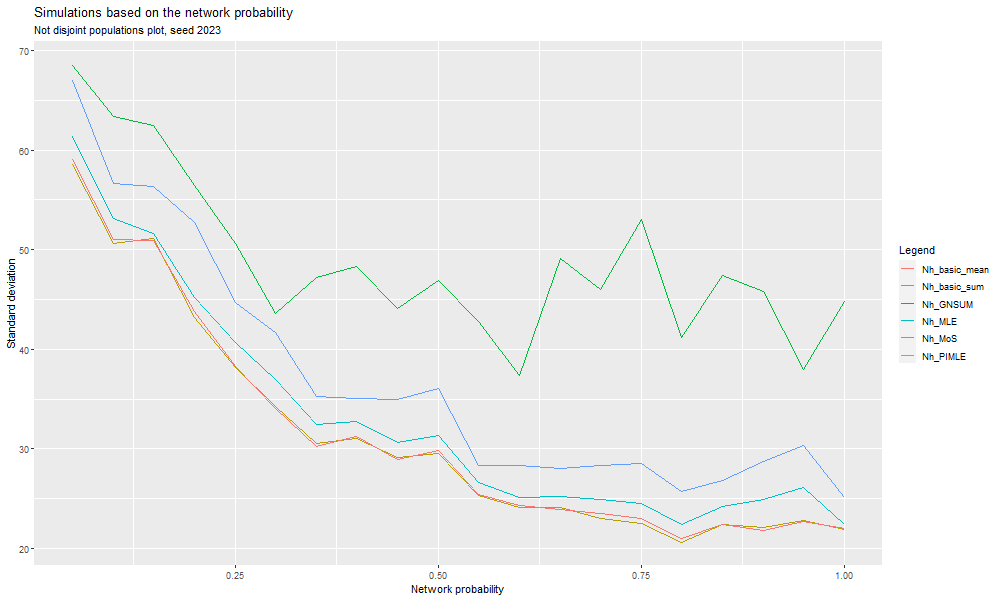 Simulations based on the network probability
Not disjoint populations plot, seed 2023
70
60
50
40
30
20
Standard deviation
0.25
0.50
0.75
1.00
Network probability
Legend
Nh_basic_mean
Nh_basic_sum
Nh_GNSUM
Nh_MLE
Nh_MoS
Nh_PIMLE